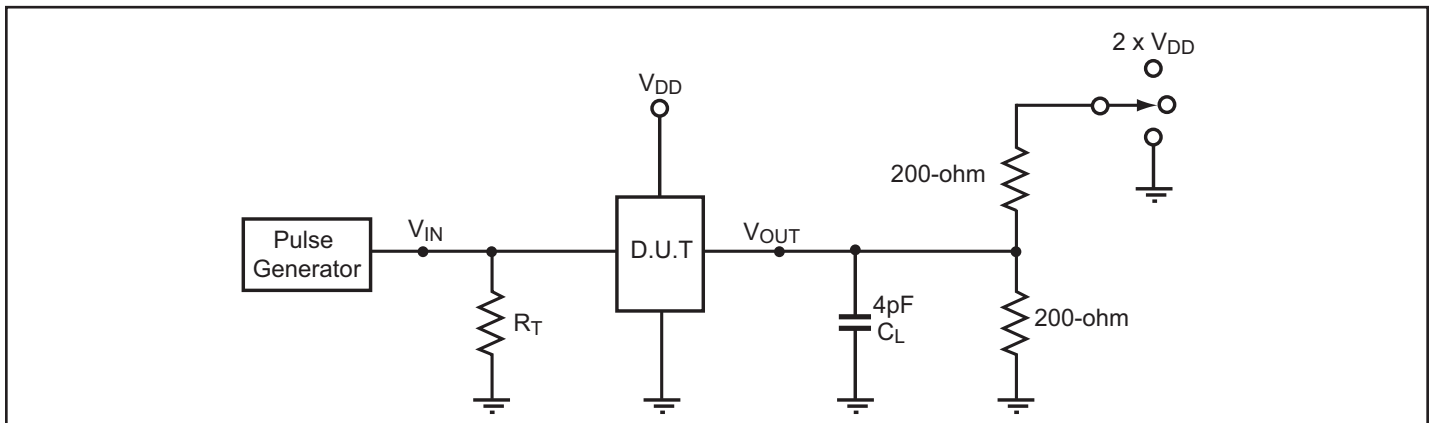 2 x VDD
VDD
200-ohm
Pulse
Generator
VIN
D.U.T
VOUT
RT
4pF
CL
200-ohm